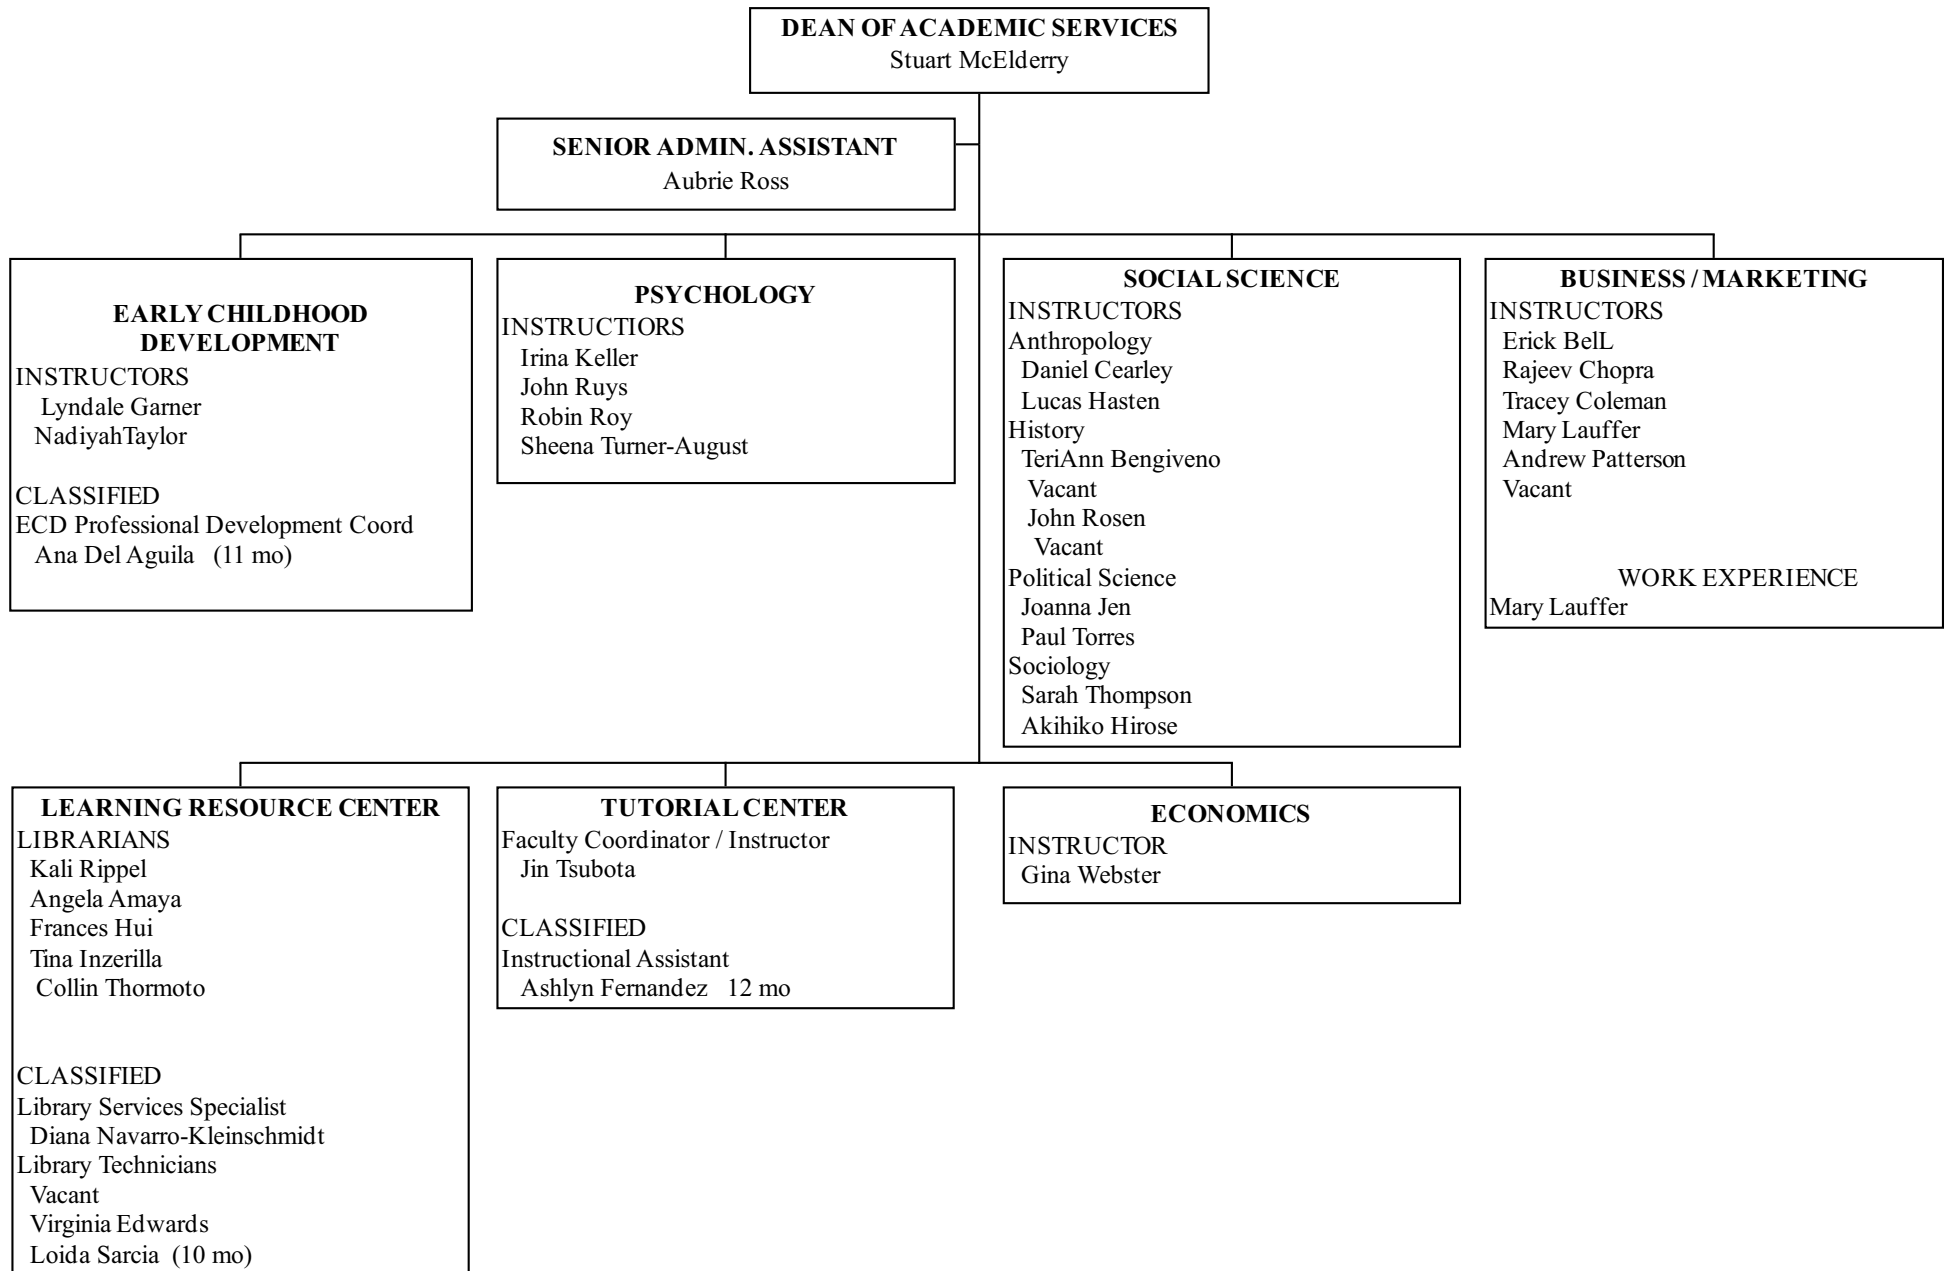 DEAN OF ACADEMIC SERVICES
Stuart McElderry
SENIOR ADMIN. ASSISTANT
Aubrie Ross
EARLY CHILDHOOD
DEVELOPMENT
INSTRUCTORS
Lyndale Garner
NadiyahTaylor
CLASSIFIED
ECD Professional Development Coord
Ana Del Aguila (11 mo)
PSYCHOLOGY
INSTRUCTIORS
Irina Keller
John Ruys
Robin Roy
Sheena Turner-August
SOCIAL SCIENCE
INSTRUCTORS
Anthropology
Daniel Cearley
Lucas Hasten
History
TeriAnn Bengiveno
Vacant
John Rosen
Vacant
Political Science
Joanna Jen
Paul Torres
Sociology
Sarah Thompson
Akihiko Hirose
BUSINESS / MARKETING
INSTRUCTORS
Erick BelL
Rajeev Chopra
Tracey Coleman
Mary Lauffer
Andrew Patterson
Vacant
WORK EXPERIENCE
Mary Lauffer
LEARNING RESOURCE CENTER
LIBRARIANS
Kali Rippel
Angela Amaya
Frances Hui
Tina Inzerilla
Collin Thormoto
CLASSIFIED
Library Services Specialist
Diana Navarro-Kleinschmidt
Library Technicians
Vacant
Virginia Edwards
Loida Sarcia (10 mo)
TUTORIAL CENTER
Faculty Coordinator / Instructor
Jin Tsubota
CLASSIFIED
Instructional Assistant
Ashlyn Fernandez 12 mo
ECONOMICS
INSTRUCTOR
Gina Webster